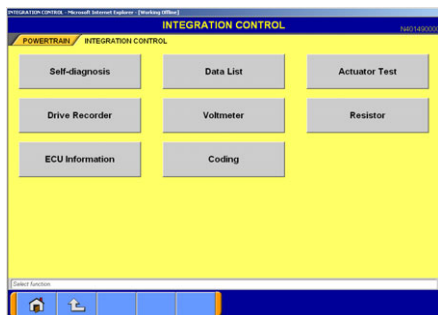 INTEGRATION CONTROL - Microsoft Internet Explorer - [Working Offline]
INTEGRATION CONTROL
N401490000
POWERTRAIN INTEGRATION CONTROL
Self-diagnosis Data List Actuator Test
Drive Recorder Voltmeter Resistor
ECU Information Coding
Select function.